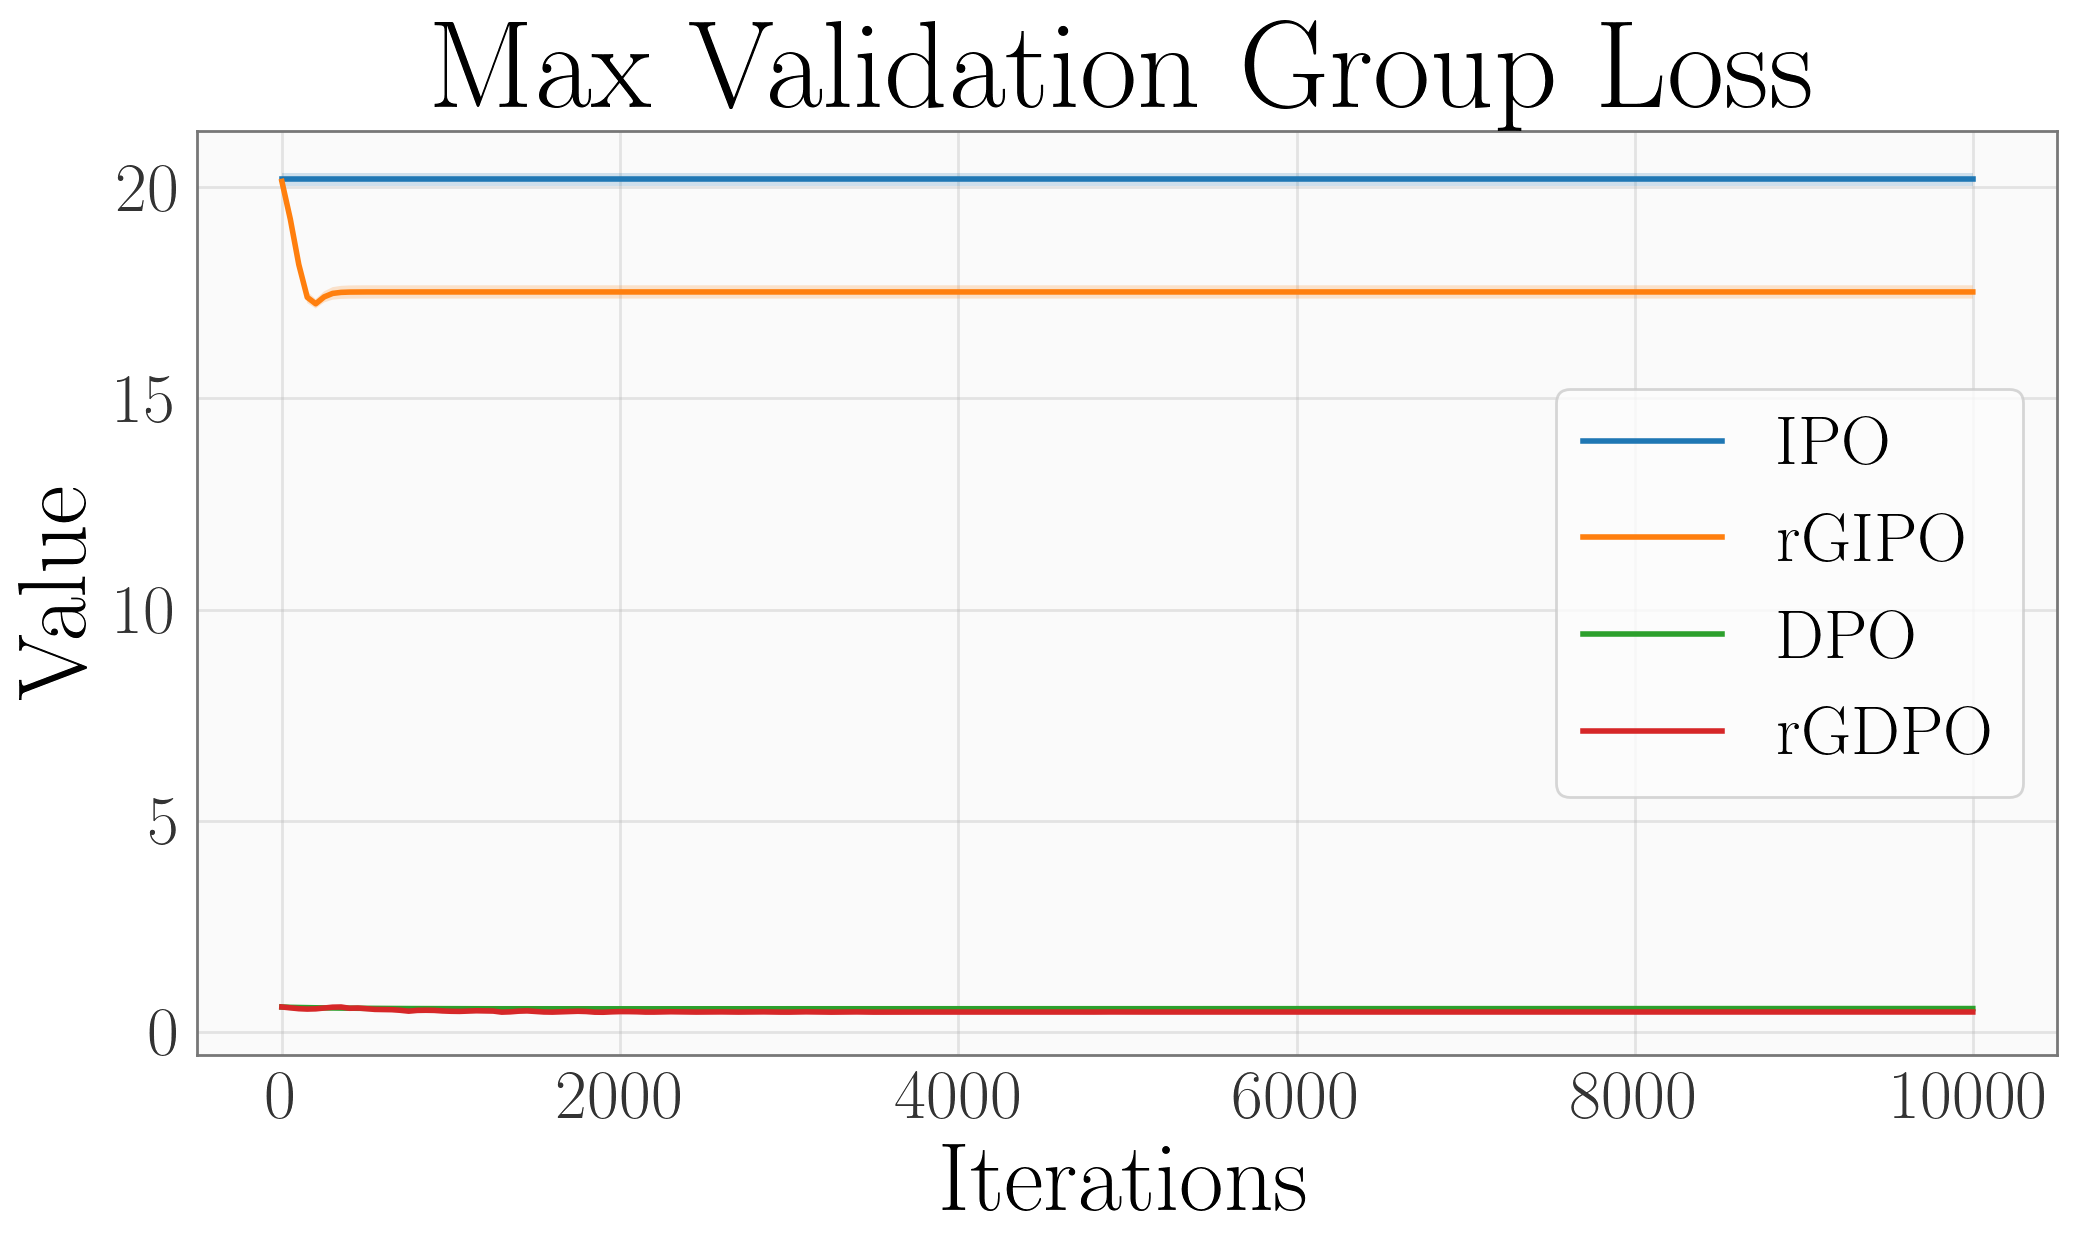 Max Validation Group Loss
Value
20
15
10
5
0
IPO
rGIPO
DPO
rGDPO
0 2000 4000 6000 8000 10000
Iterations